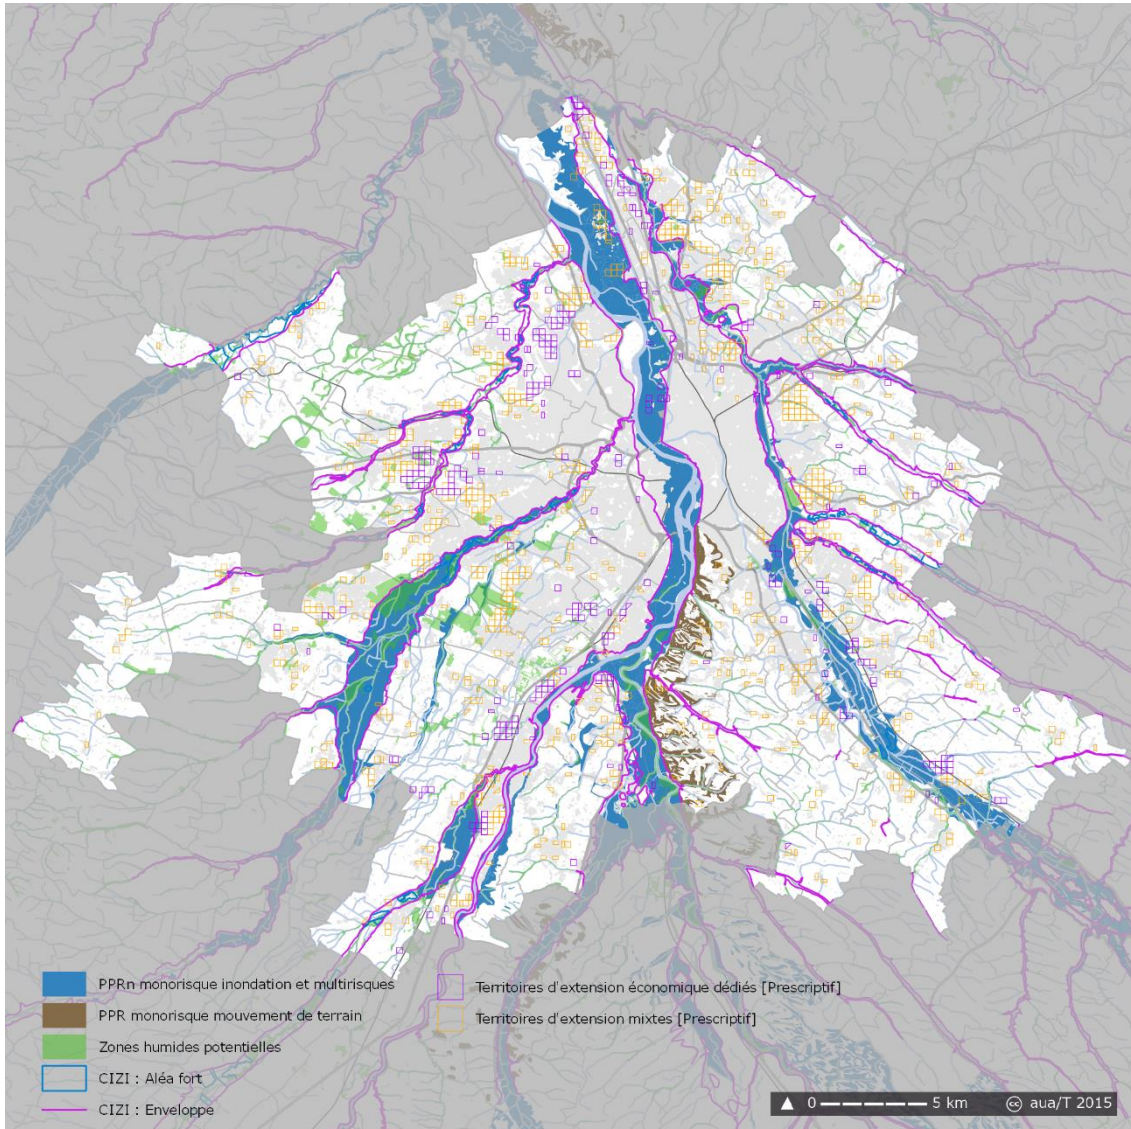 PPRn monorisque inondation et multirisques
PPR monorisque mouvement de terrain
Zones humides potentielles
CIZI : Aléa fort
CIZI : Enveloppe
Territoires d'extension économique dédiés [Prescriptif]
Territoires d'extension mixtes [Prescriptif]
0 5 km cc aua/T 2015